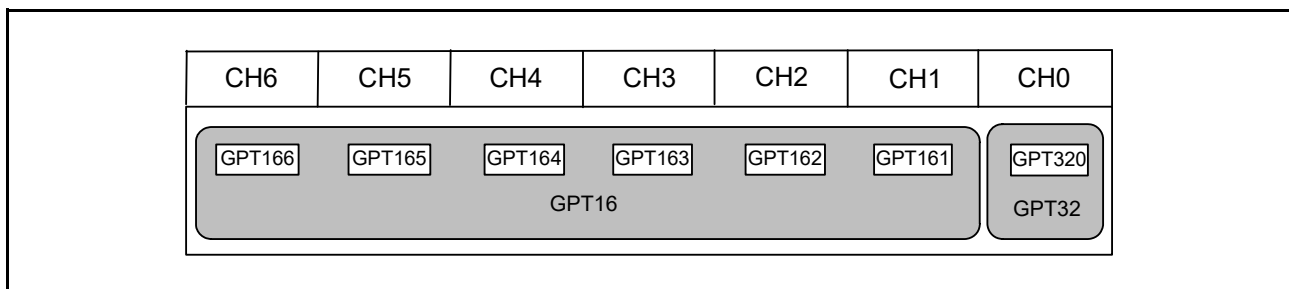 CH6 CH5 CH4 CH3 CH2 CH1 CH0
GPT166 GPT165 GPT164 GPT163 GPT162 GPT161 GPT320
GPT16 GPT32